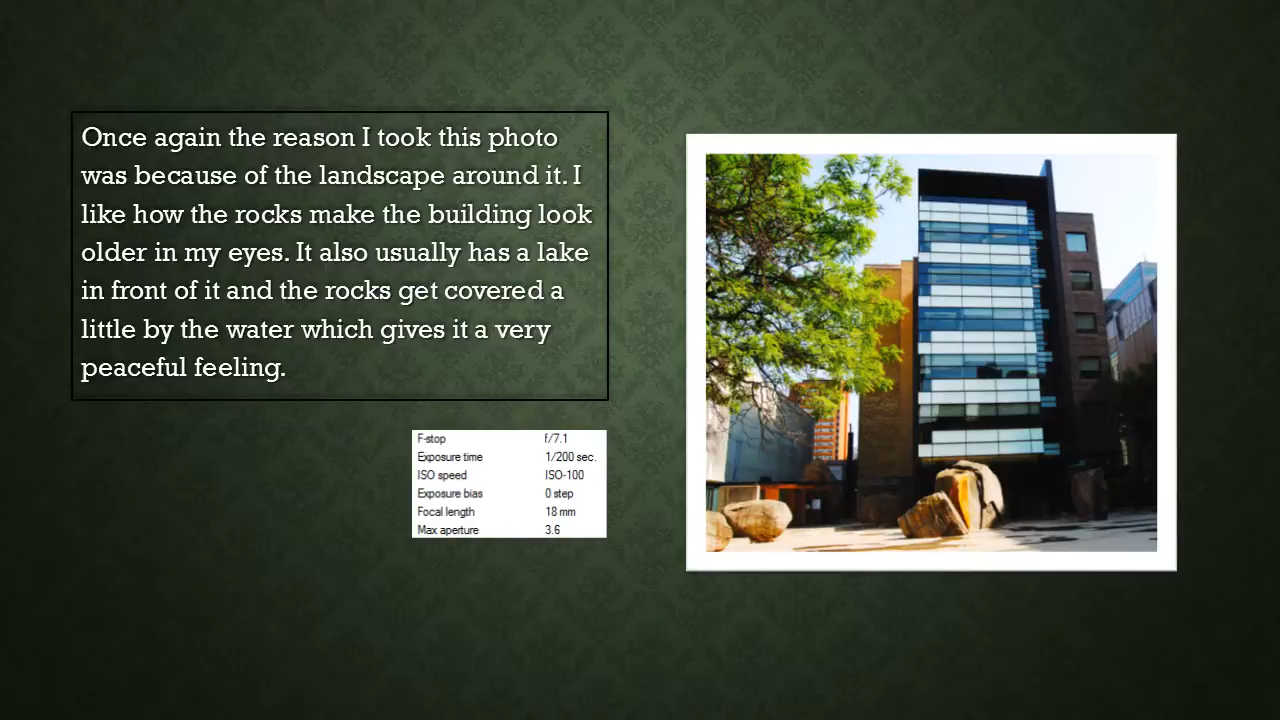 Once again the reason I took this photo
was because of the landscape around it. I
like how the rocks make the building look
older in my eyes. It also usually has a lake
in front of it and the rocks get covered a
little by the water which gives it a very
peaceful feeling.
F-stop f/7.1
Exposure time 1/200 sec.
ISO speed ISO-100
Exposure bias 0 step
Focal length 18 mm
Max aperture 3.6